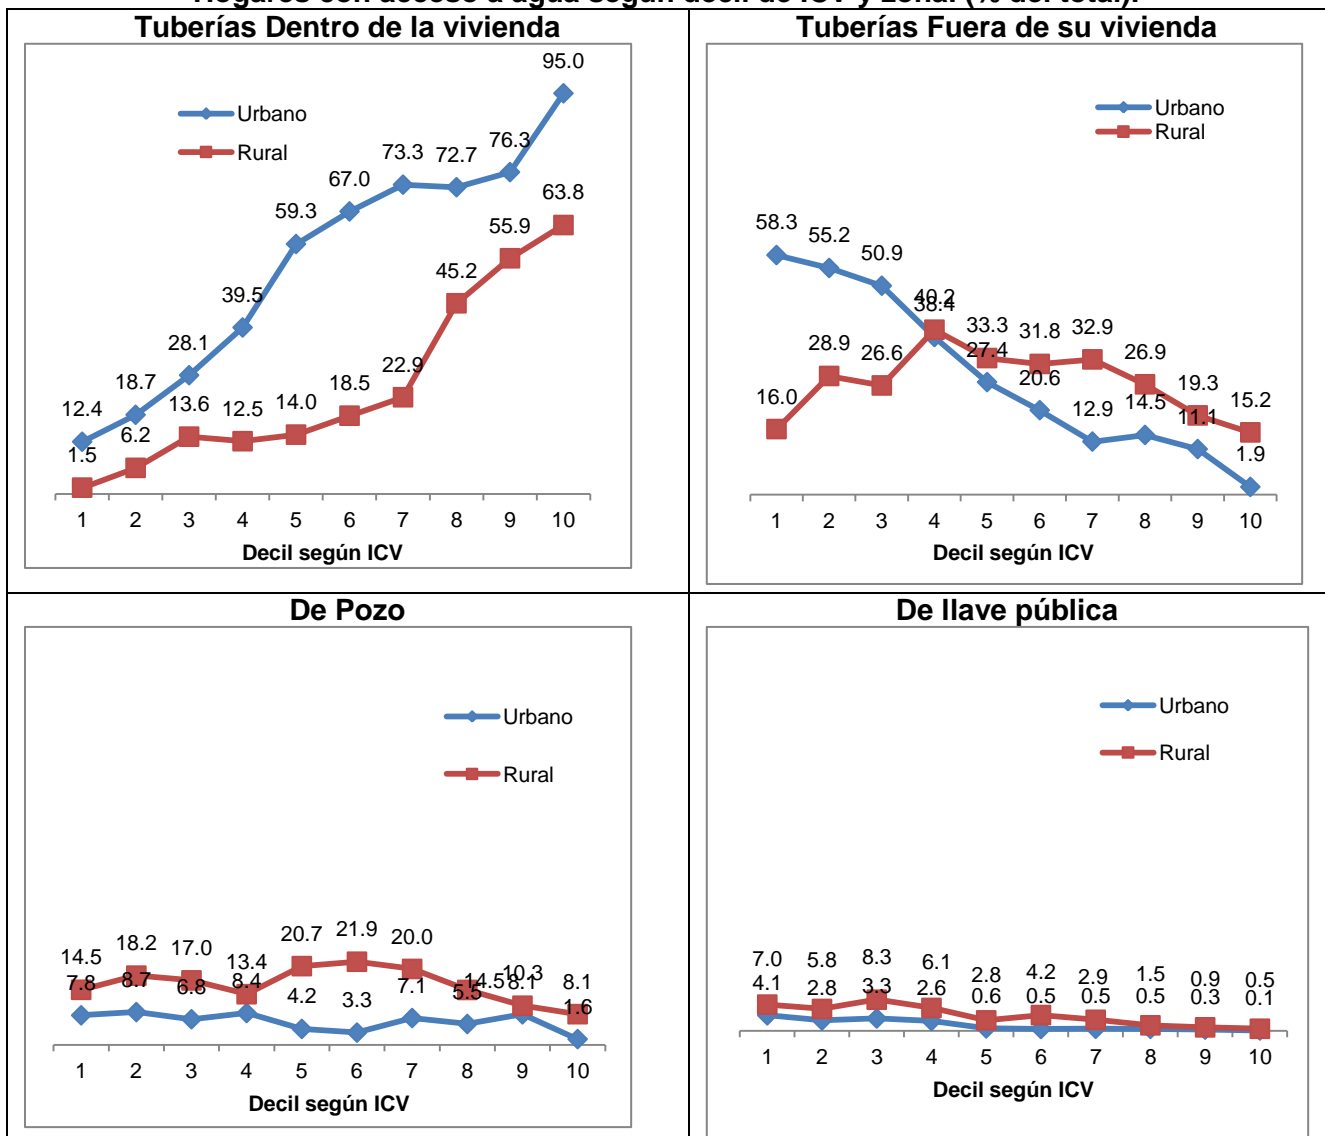 Hogares con acceso a agua según decil de ICV y zonal (% del total).
Tuberías Dentro de la vivienda
Urbano
Rural
95.0
76.3
73.3
72.7
67.0
59.3
39.5
28.1
18.7
12.4
63.8
55.9
45.2
22.9
18.5
14.0
12.5
13.6
6.2
1.5
1 2 3 4 5 6 7 8 9 10
Decil según ICV
Tuberías Fuera de su vivienda
Urbano
Rural
58.3
55.2
50.9
38.4
27.4
20.6
12.9
14.5
11.1
1.9
16.0
28.9
26.6
40.2
33.3
31.8
32.9
26.9
19.3
15.2
1 2 3 4 5 6 7 8 9 10
Decil según ICV
De Pozo
Urbano
Rural
14.5 18.2 17.0 13.4 20.7 21.9 20.0 14.5 10.3 8.1
7.8 8.7 6.8 8.4 4.2 3.3 7.1 5.5 8.1 1.6
1 2 3 4 5 6 7 8 9 10
Decil según ICV
De llave pública
Urbano
Rural
7.0 5.8 8.3 6.1 2.8 4.2 2.9 1.5 0.9 0.5
4.1 2.8 3.3 2.6 0.6 0.5 0.5 0.5 0.3 0.1
1 2 3 4 5 6 7 8 9 10
Decil según ICV